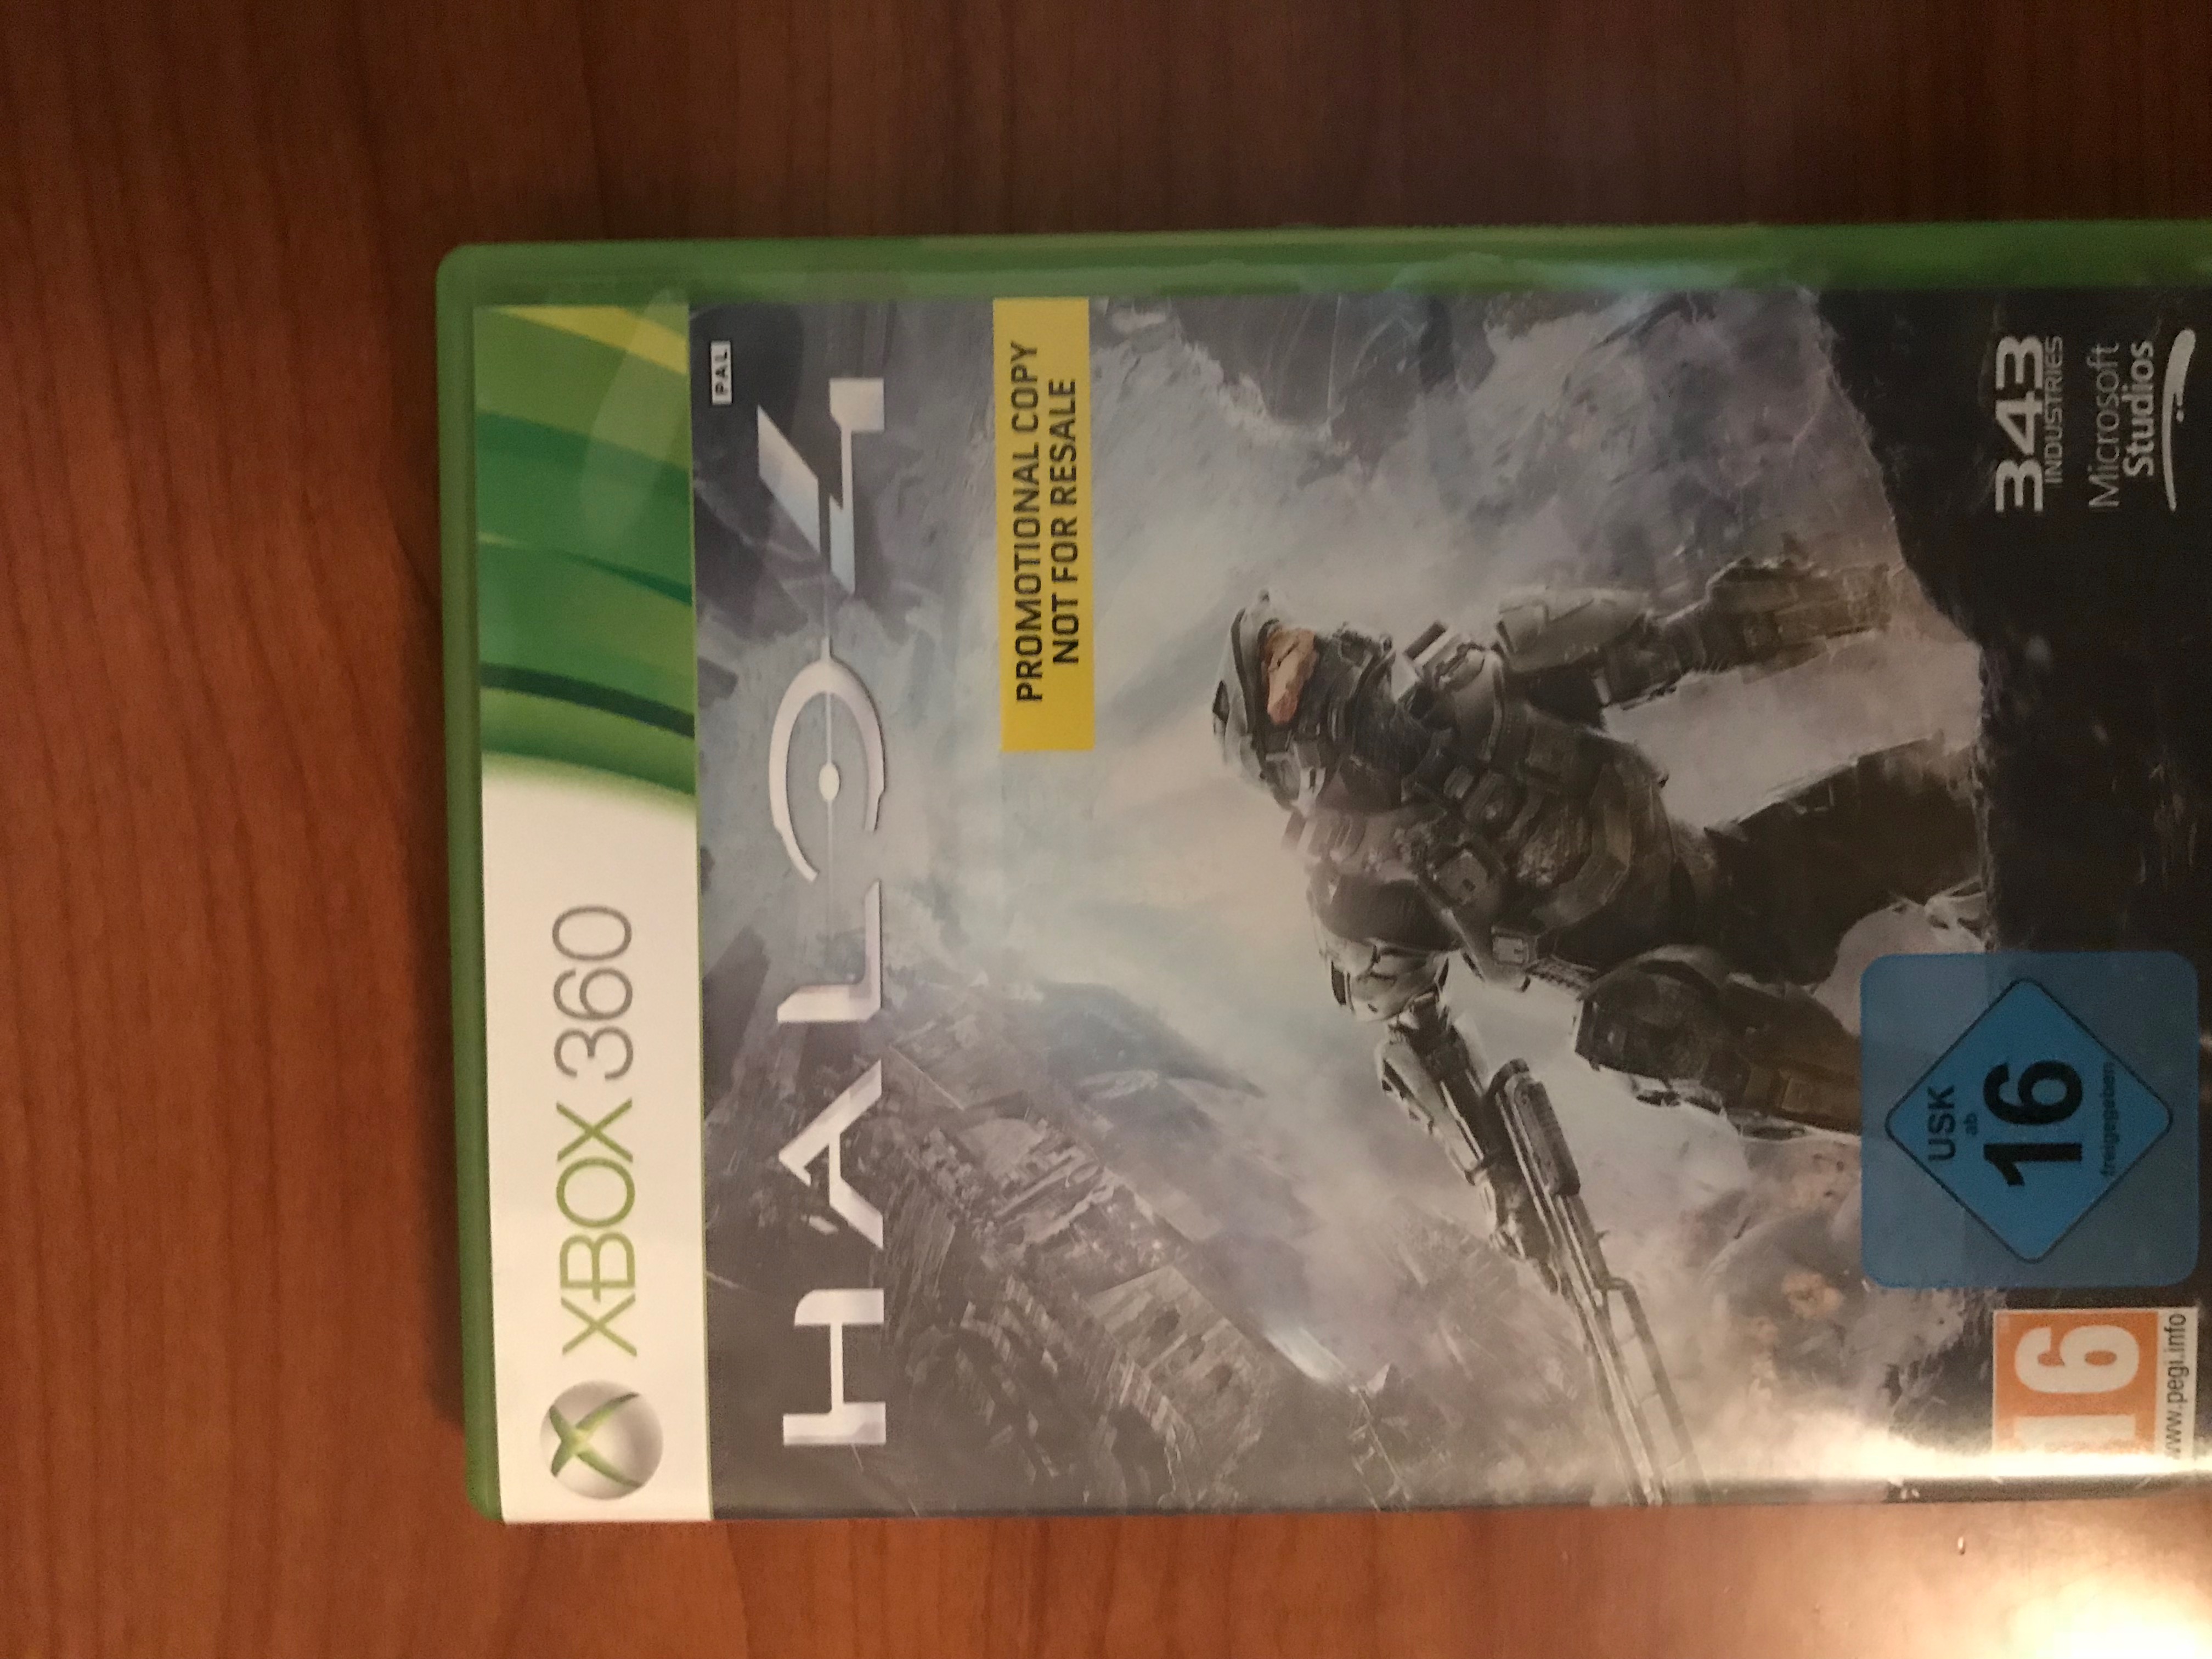 XBOX 360
PAL
HALO 4
PROMOTIONAL COPY
NOT FOR RESALE
USK
ab
16
freigegeben
16
www.pegi.info
343
INDUSTRIES
Microsoft
Studios